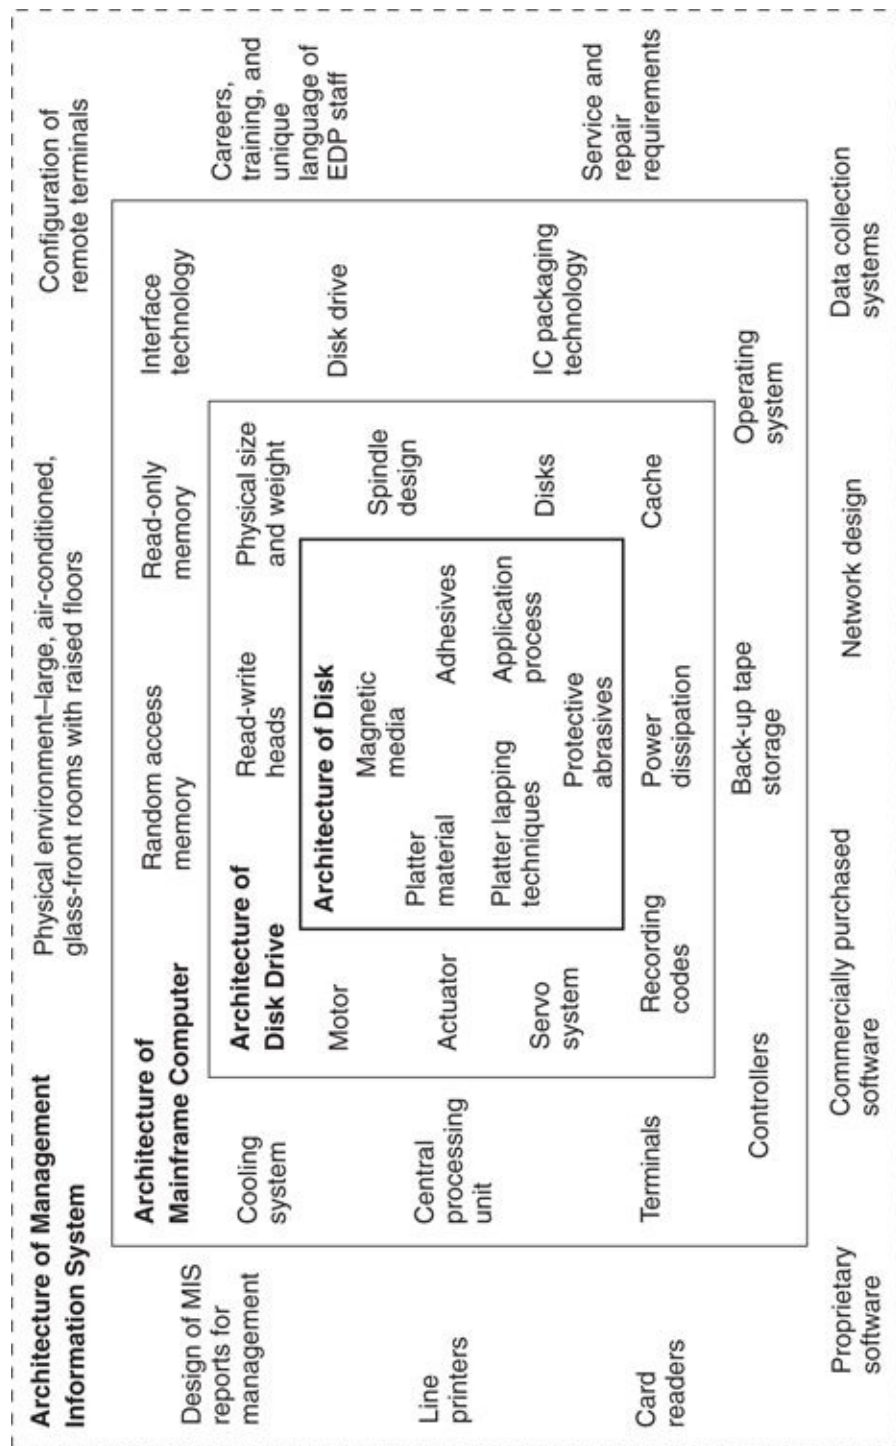 Architecture of Management
Information System
Physical environment–large, air-conditioned,
glass-front rooms with raised floors
Configuration of
remote terminals
Design of MIS
reports for
management
Line
printers
Card
readers
Architecture of
Mainframe Computer
Random access
memory
Read-only
memory
Interface
technology
Cooling
system
Central
processing
unit
Terminals
Architecture of
Disk Drive
Read-write
heads
Physical size
and weight
Motor
Actuator
Servo
system
Architecture of Disk
Magnetic
media
Platter
material
Adhesives
Platter lapping
techniques
Application
process
Protective
abrasives
Spindle
design
Disks
Recording
codes
Power
dissipation
Cache
Disk drive
IC packaging
technology
Controllers
Back-up tape
storage
Operating
system
Careers,
training, and
unique
language of
EDP staff
Service and
repair
requirements
Proprietary
software
Commercially purchased
software
Network design
Data collection
systems